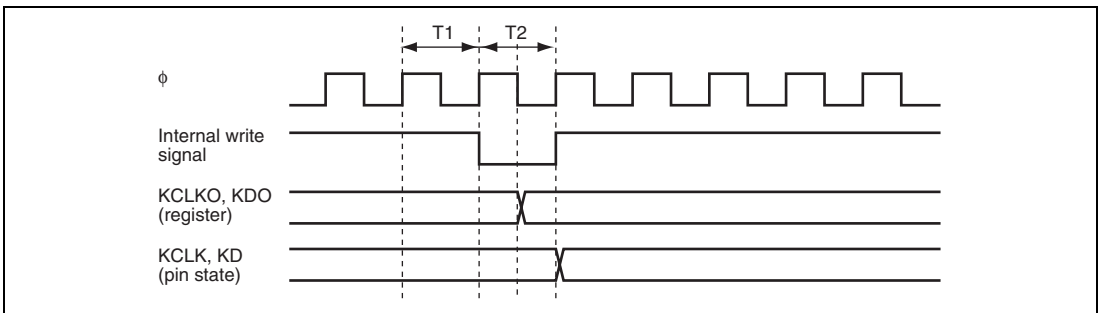 T1 T2
ϕ
Internal write
signal
KCLKO, KDO
(register)
KCLK, KD
(pin state)